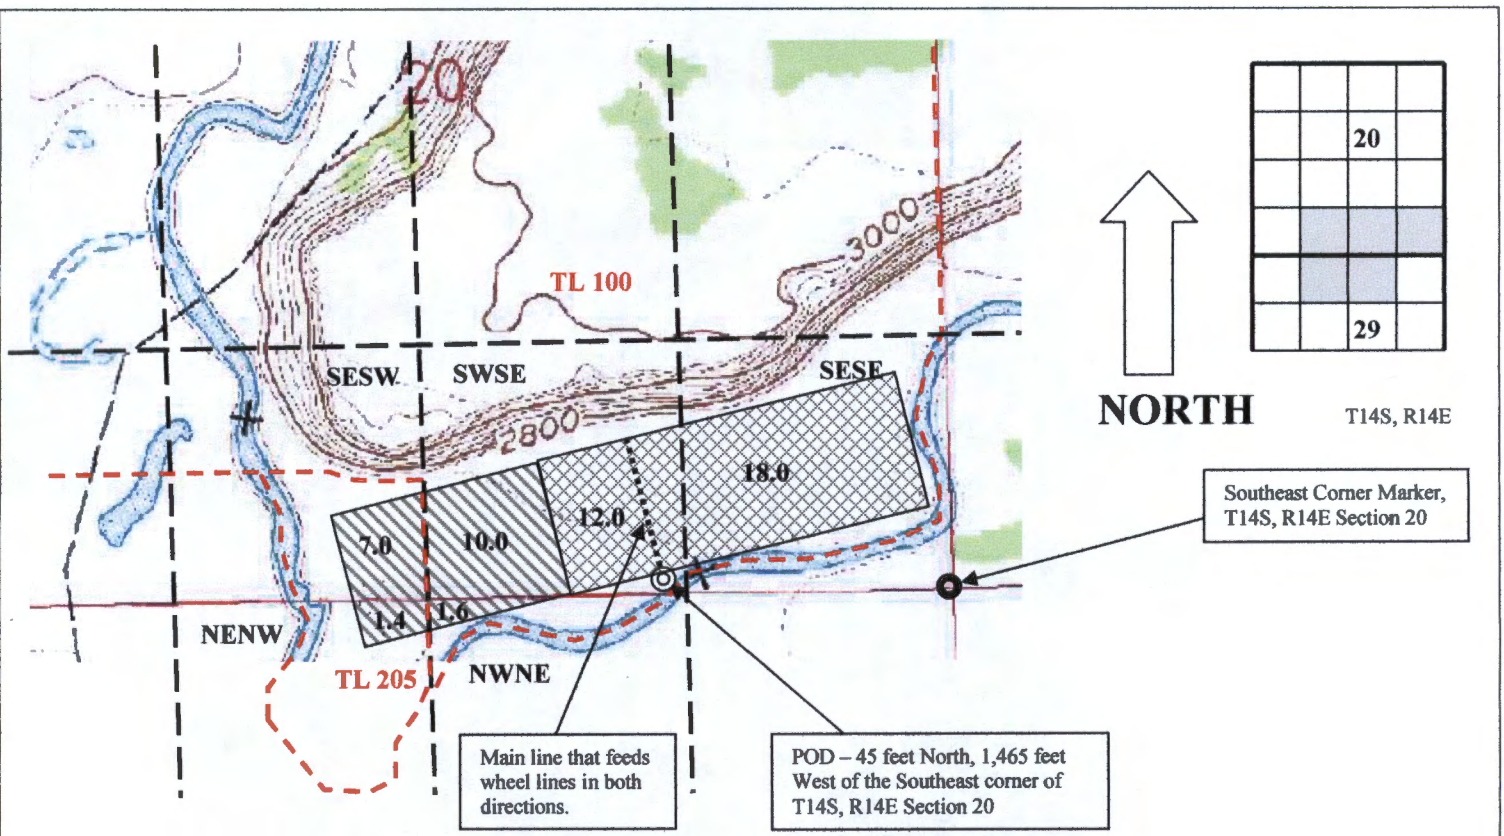 20
20
TL 100
3000
29
SESW
SWSE
SESE
NORTH
T14S, R14E
2800
18.0
12.0
7.0
10.0
1.4
1.6
Southeast Corner Marker,
T14S, R14E Section 20
NENW
TL 205
NWNE
Main line that feeds
wheel lines in both
directions.
POD – 45 feet North, 1,465 feet
West of the Southeast corner of
T14S, R14E Section 20